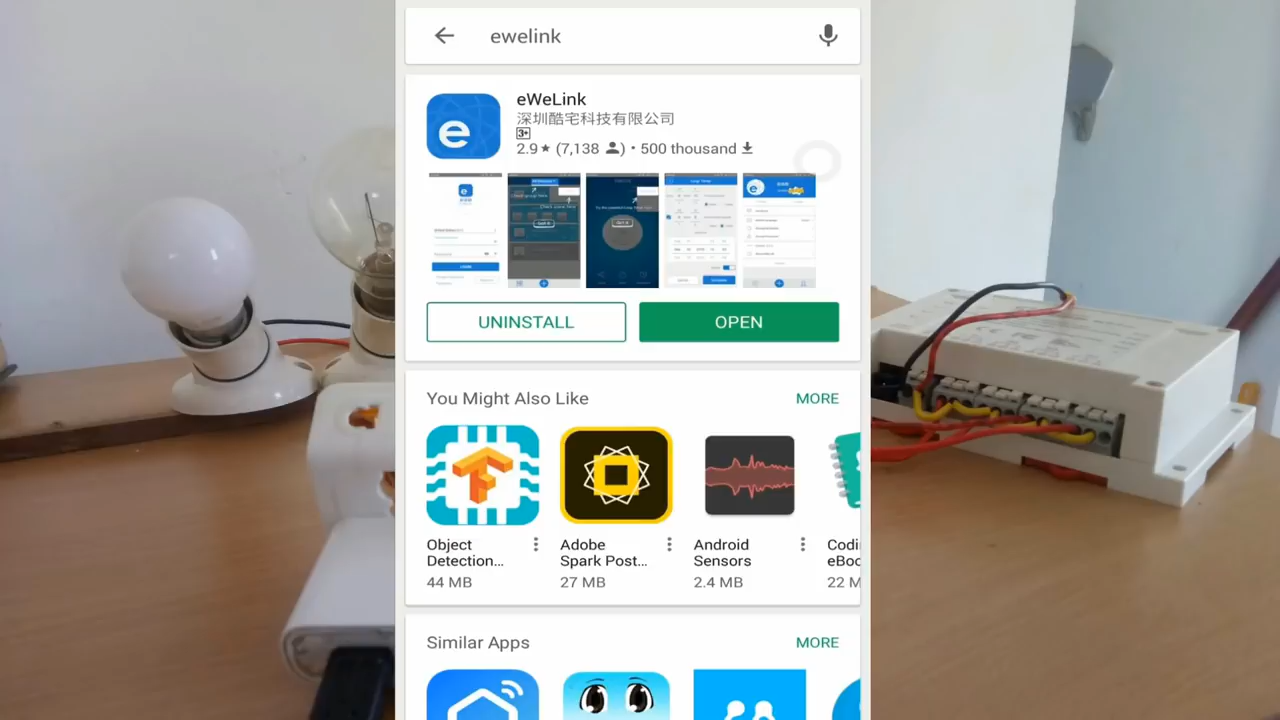 ewelink
eWeLink
深圳酷宅科技有限公司
3+
2.9 ★ (7,138 ) • 500 thousand
UNINSTALL
OPEN
You Might Also Like
MORE
Object Detection...
44 MB
Adobe Spark Post...
27 MB
Android Sensors
2.4 MB
Codi
eBoo
22 M
Similar Apps
MORE